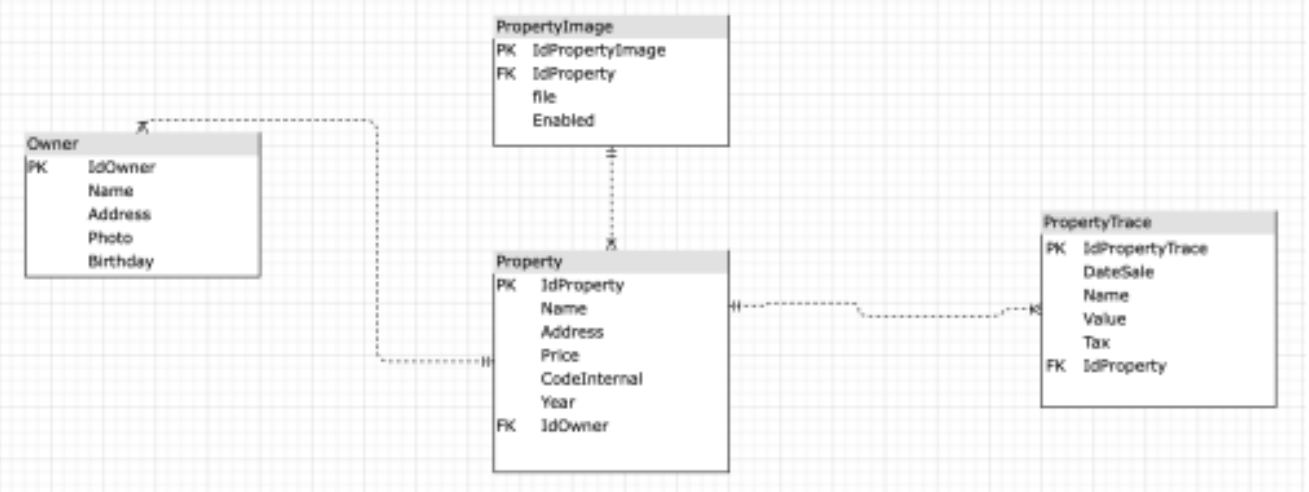 PropertyImage
PK IdPropertyImage
FK IdProperty
file
Enabled
Owner
PK IdOwner
Name
Address
Photo
Birthday
Property
PK IdProperty
Name
Address
Price
CodeInternal
Year
FK IdOwner
PropertyTrace
PK IdPropertyTrace
DateSale
Name
Value
Tax
FK IdProperty